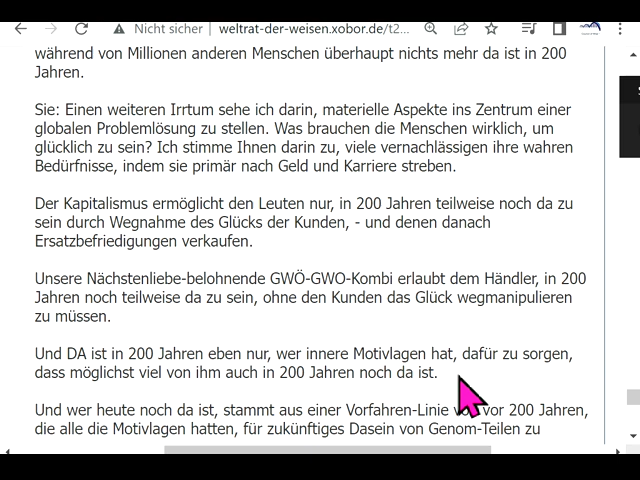 Nicht sicher | weltrat-der-weisen.xobor.de/t2...
während von Millionen anderen Menschen überhaupt nichts mehr da ist in 200
Jahren.
Sie: Einen weiteren Irrtum sehe ich darin, materielle Aspekte ins Zentrum einer
globalen Problemlösung zu stellen. Was brauchen die Menschen wirklich, um
glücklich zu sein? Ich stimme Ihnen darin zu, viele vernachlässigen ihre wahren
Bedürfnisse, indem sie primär nach Geld und Karriere streben.
Der Kapitalismus ermöglicht den Leuten nur, in 200 Jahren teilweise noch da zu
sein durch Wegnahme des Glücks der Kunden, - und denen danach
Ersatzbefriedigungen verkaufen.
Unsere Nächstenliebe-belohnende GWÖ-GWO-Kombi erlaubt dem Händler, in 200
Jahren noch teilweise da zu sein, ohne den Kunden das Glück wegmanipulieren
zu müssen.
Und DA ist in 200 Jahren eben nur, wer innere Motivlagen hat, dafür zu sorgen,
dass möglichst viel von ihm auch in 200 Jahren noch da ist.
Und wer heute noch da ist, stammt aus einer Vorfahren-Linie vor 200 Jahren,
die alle die Motivlagen hatten, für zukünftiges Dasein von Genom-Teilen zu